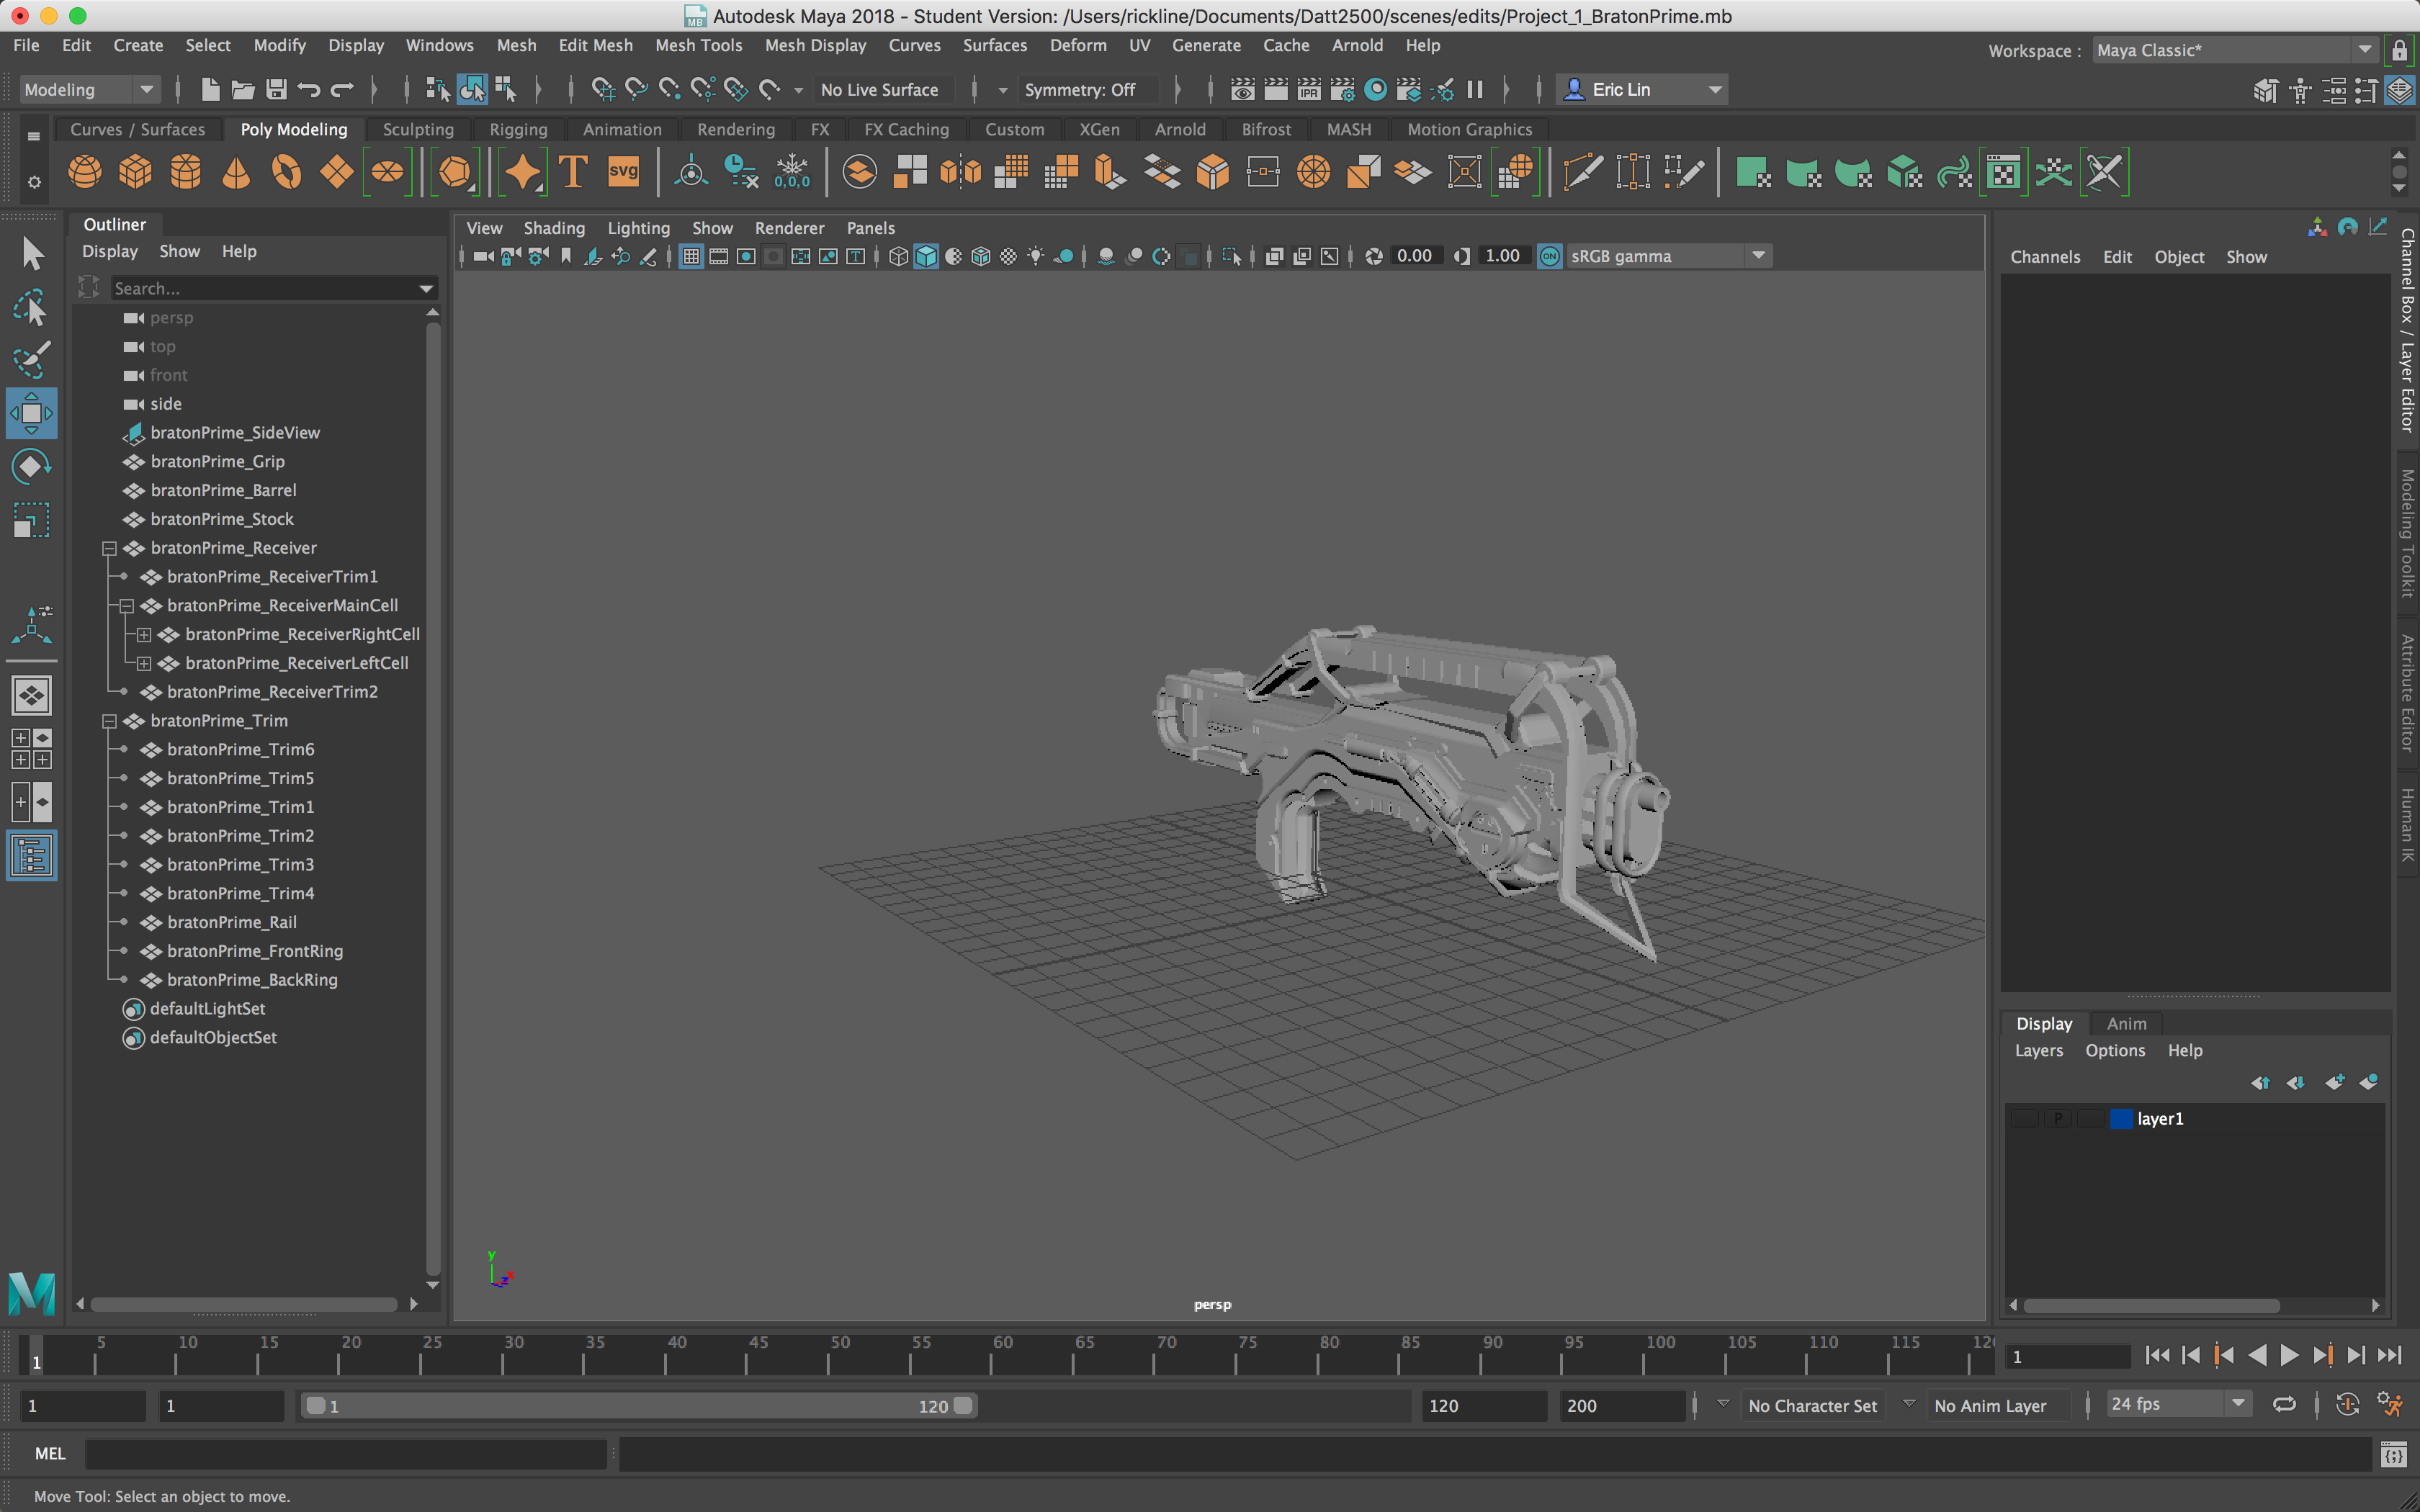 Autodesk Maya 2018 - Student Version: /Users/rickline/Documents/Datt2500/scenes/edits/Project_1_BratonPrime.mb
File Edit Create Select Modify Display Windows Mesh Edit Mesh Mesh Tools Mesh Display Curves Surfaces Deform UV Generate Cache Arnold Help
Workspace : Maya Classic*
Modeling No Live Surface Symmetry: Off IPR Eric Lin
Curves / Surfaces Poly Modeling Sculpting Rigging Animation Rendering FX FX Caching Custom XGen Arnold Bifrost MASH Motion Graphics
T SVG 0,0,0
Outliner
Display Show Help
Search...
persp
top
front
side
bratonPrime_SideView
bratonPrime_Grip
bratonPrime_Barrel
bratonPrime_Stock
bratonPrime_Receiver
bratonPrime_ReceiverTrim1
bratonPrime_ReceiverMainCell
bratonPrime_ReceiverRightCell
bratonPrime_ReceiverLeftCell
bratonPrime_ReceiverTrim2
bratonPrime_Trim
bratonPrime_Trim6
bratonPrime_Trim5
bratonPrime_Trim1
bratonPrime_Trim2
bratonPrime_Trim3
bratonPrime_Trim4
bratonPrime_Rail
bratonPrime_FrontRing
bratonPrime_BackRing
defaultLightSet
defaultObjectSet
View Shading Lighting Show Renderer Panels
0.00 1.00 ON sRGB gamma
y
x
z
persp
Channels Edit Object Show
Channel Box / Layer Editor
Modeling Toolkit
Attribute Editor
Human IK
Display Anim
Layers Options Help
P layer1
M
1 5 10 15 20 25 30 35 40 45 50 55 60 65 70 75 80 85 90 95 100 105 110 115 12 1
1 1 1 120 120 200 No Character Set No Anim Layer 24 fps
MEL
Move Tool: Select an object to move.